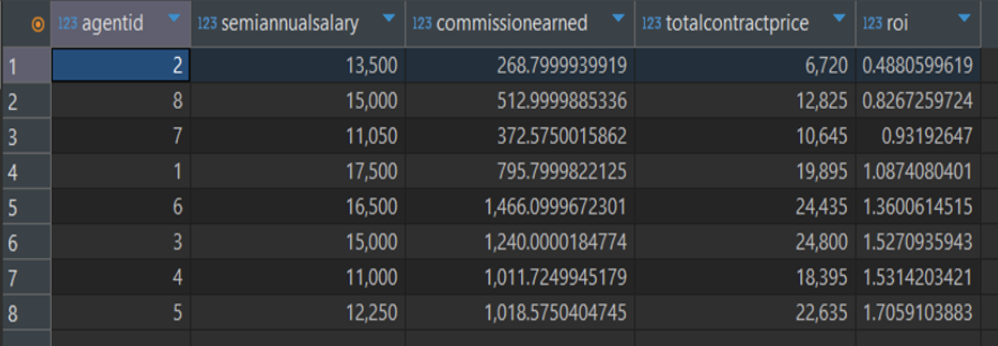 123 agentid 123 semiannualsalary 123 commissionearned 123 totalcontractprice 123 roi
1 2 13,500 268.7999939919 6,720 0.4880599619
2 8 15,000 512.9999885336 12,825 0.8267259724
3 7 11,050 372.5750015862 10,645 0.93192647
4 1 17,500 795.7999822125 19,895 1.0874080401
5 6 16,500 1,466.0999672301 24,435 1.3600614515
6 3 15,000 1,240.0000184774 24,800 1.5270935943
7 4 11,000 1,011.7249945179 18,395 1.5314203421
8 5 12,250 1,018.5750404745 22,635 1.7059103883